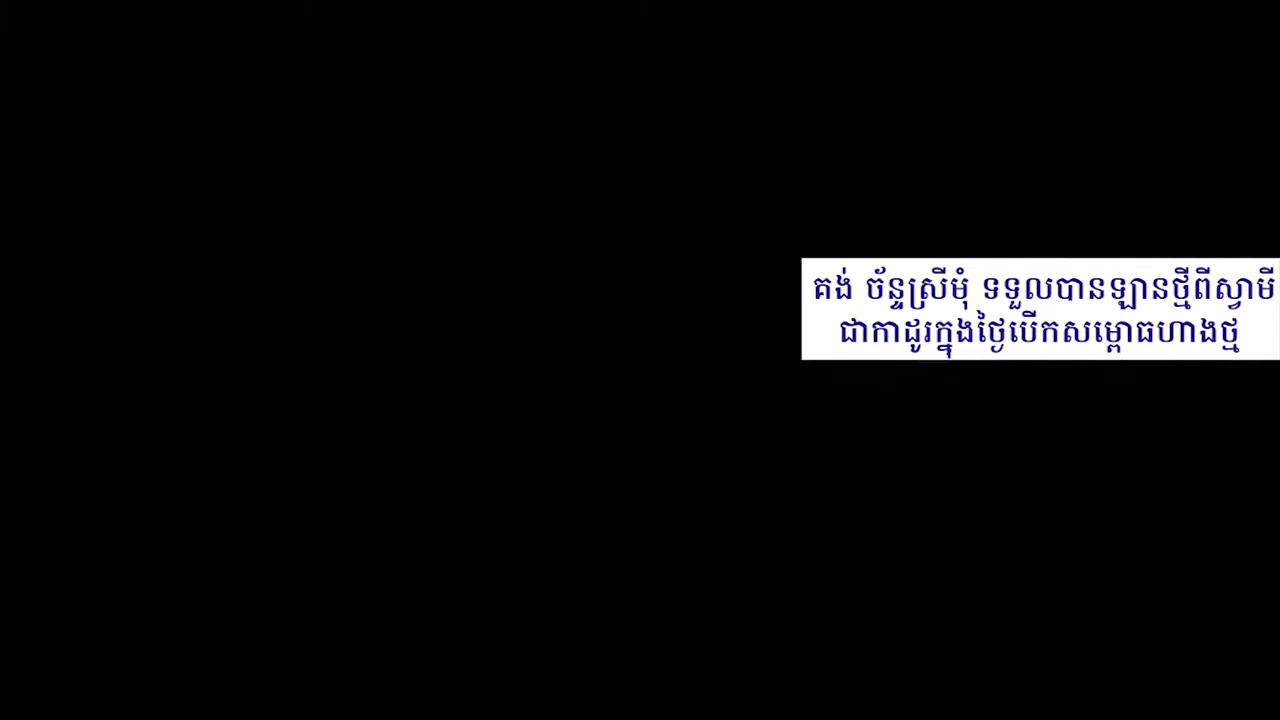 គង់ ច័ន្ទស្រីមុំ ទទួលបានឡានថ្មីពីស្វាមី
ជាកាដូរក្នុងថ្ងៃបើកសម្ពោធហាងថ្ម